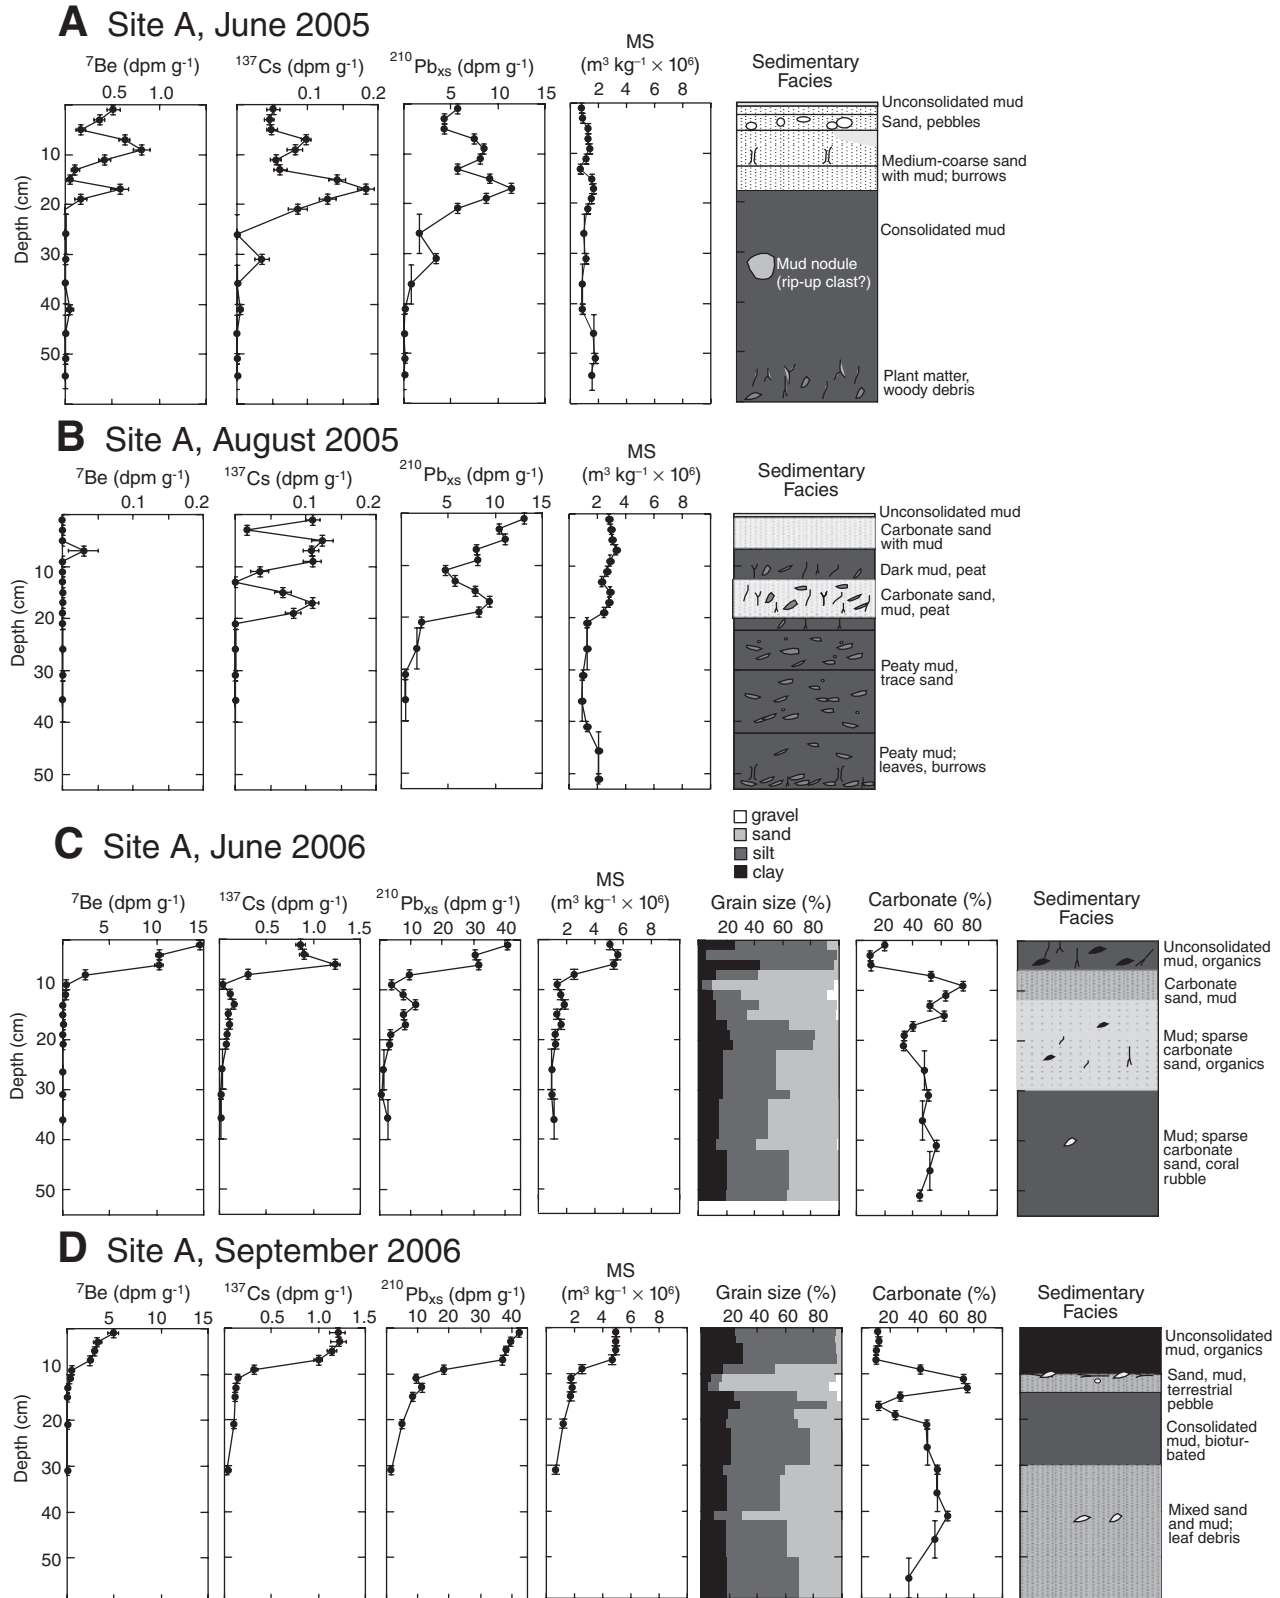 A Site A, June 2005
⁷Be (dpm g⁻¹)
¹³⁷Cs (dpm g⁻¹)
²¹⁰Pbxs (dpm g⁻¹)
MS
(m³ kg⁻¹ × 10⁶)
Sedimentary
Facies
0.5 1.0
0.1 0.2
5 10 15
2 4 6 8
Depth (cm)
10
20
30
40
50
Unconsolidated mud
Sand, pebbles
Medium-coarse sand
with mud; burrows
Consolidated mud
Mud nodule
(rip-up clast?)
Plant matter,
woody debris
B Site A, August 2005
⁷Be (dpm g⁻¹)
¹³⁷Cs (dpm g⁻¹)
²¹⁰Pbxs (dpm g⁻¹)
MS
(m³ kg⁻¹ × 10⁶)
Sedimentary
Facies
0.1 0.2
0.1 0.2
5 10 15
2 4 6 8
Depth (cm)
10
20
30
40
50
Unconsolidated mud
Carbonate sand
with mud
Dark mud, peat
Carbonate sand,
mud, peat
Peaty mud,
trace sand
Peaty mud;
leaves, burrows
gravel
sand
silt
clay
C Site A, June 2006
⁷Be (dpm g⁻¹)
¹³⁷Cs (dpm g⁻¹)
²¹⁰Pbxs (dpm g⁻¹)
MS
(m³ kg⁻¹ × 10⁶)
Grain size (%)
Carbonate (%)
Sedimentary
Facies
5 10 15
0.5 1.0 1.5
10 20 30 40
2 4 6 8
20 40 60 80
20 40 60 80
Depth (cm)
10
20
30
40
50
Unconsolidated
mud, organics
Carbonate
sand, mud
Mud; sparse
carbonate
sand, organics
Mud; sparse
carbonate
sand, coral
rubble
D Site A, September 2006
⁷Be (dpm g⁻¹)
¹³⁷Cs (dpm g⁻¹)
²¹⁰Pbxs (dpm g⁻¹)
MS
(m³ kg⁻¹ × 10⁶)
Grain size (%)
Carbonate (%)
Sedimentary
Facies
5 10 15
0.5 1.0 1.5
10 20 30 40
2 4 6 8
20 40 60 80
20 40 60 80
Depth (cm)
10
20
30
40
50
Unconsolidated
mud, organics
Sand, mud,
terrestrial
pebble
Consolidated
mud, biotur-
bated
Mixed sand
and mud;
leaf debris